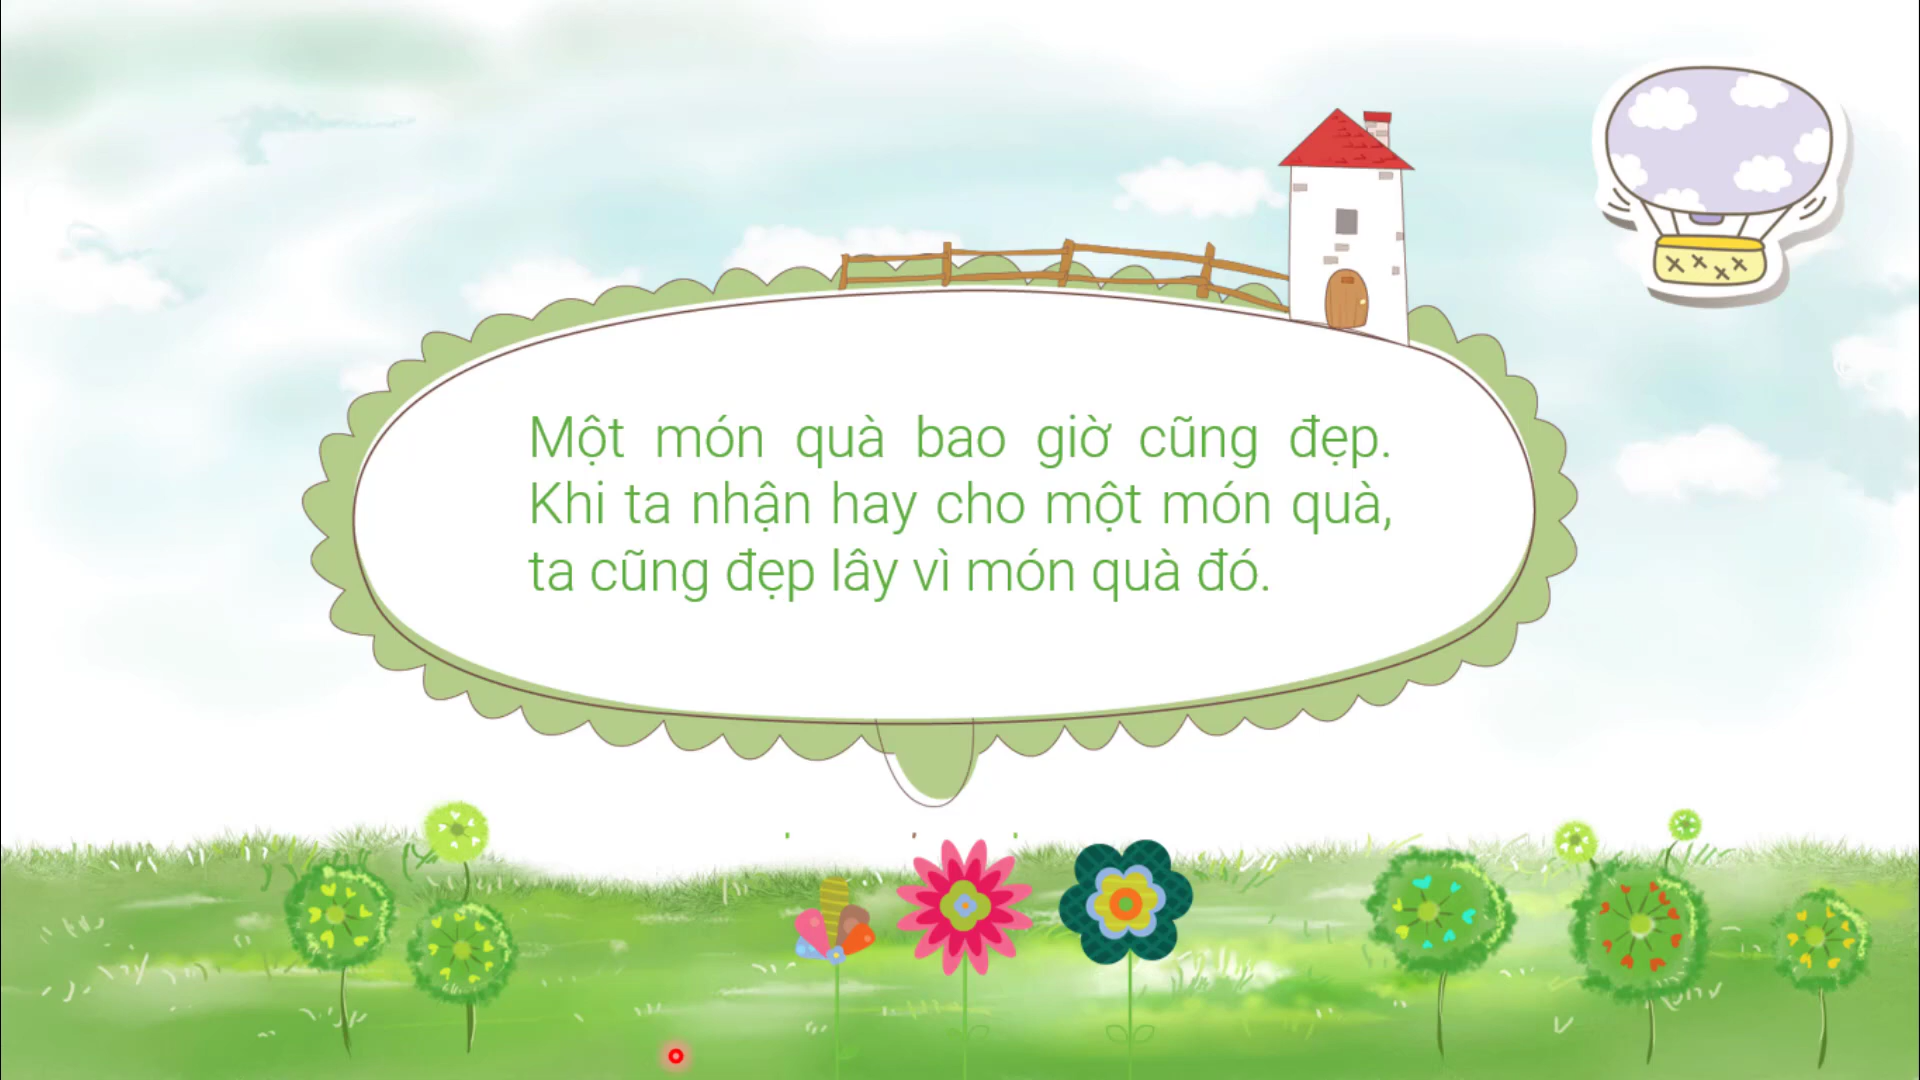 Một món quà bao giờ cũng đẹp.
Khi ta nhận hay cho một món quà,
ta cũng đẹp lây vì món quà đó.